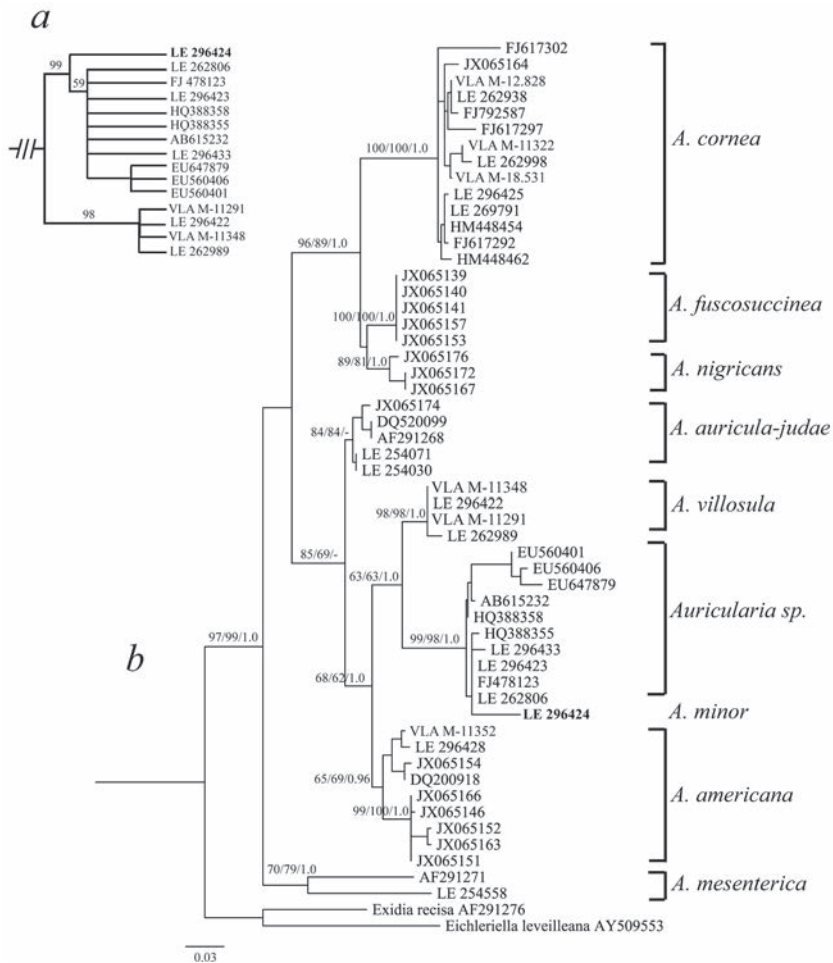 a
LE 296424
99
LE 262806
59
FJ 478123
LE 296423
HQ388358
HQ388355
AB615232
LE 296433
EU647879
EU560406
EU560401
98
VLA M-11291
LE 296422
VLA M-11348
LE 262989
b
FJ617302
JX065164
VLA M-12.828
LE 262938
FJ792587
FJ617297
100/100/1.0
VLA M-11322
LE 262998
VLA M-18.531
LE 296425
LE 269791
HM448454
FJ617292
HM448462
A. cornea
96/89/1.0
JX065139
JX065140
JX065141
JX065157
JX065153
100/100/1.0
A. fuscosuccinea
89/81/1.0
JX065176
JX065172
JX065167
A. nigricans
JX065174
DQ520099
AF291268
LE 254071
LE 254030
84/84/-
A. auricula-judae
VLA M-11348
LE 296422
VLA M-11291
LE 262989
98/98/1.0
A. villosula
85/69/-
63/63/1.0
EU560401
EU560406
EU647879
AB615232
HQ388358
HQ388355
LE 296433
LE 296423
FJ478123
LE 262806
99/98/1.0
Auricularia sp.
LE 296424
A. minor
97/99/1.0
68/62/1.0
VLA M-11352
LE 296428
JX065154
DQ200918
65/69/0.96
JX065166
JX065146
JX065152
JX065163
JX065151
99/100/1.0
A. americana
70/79/1.0
AF291271
LE 254558
A. mesenterica
Exidia recisa AF291276
Eichleriella leveilleana AY509553
0.03